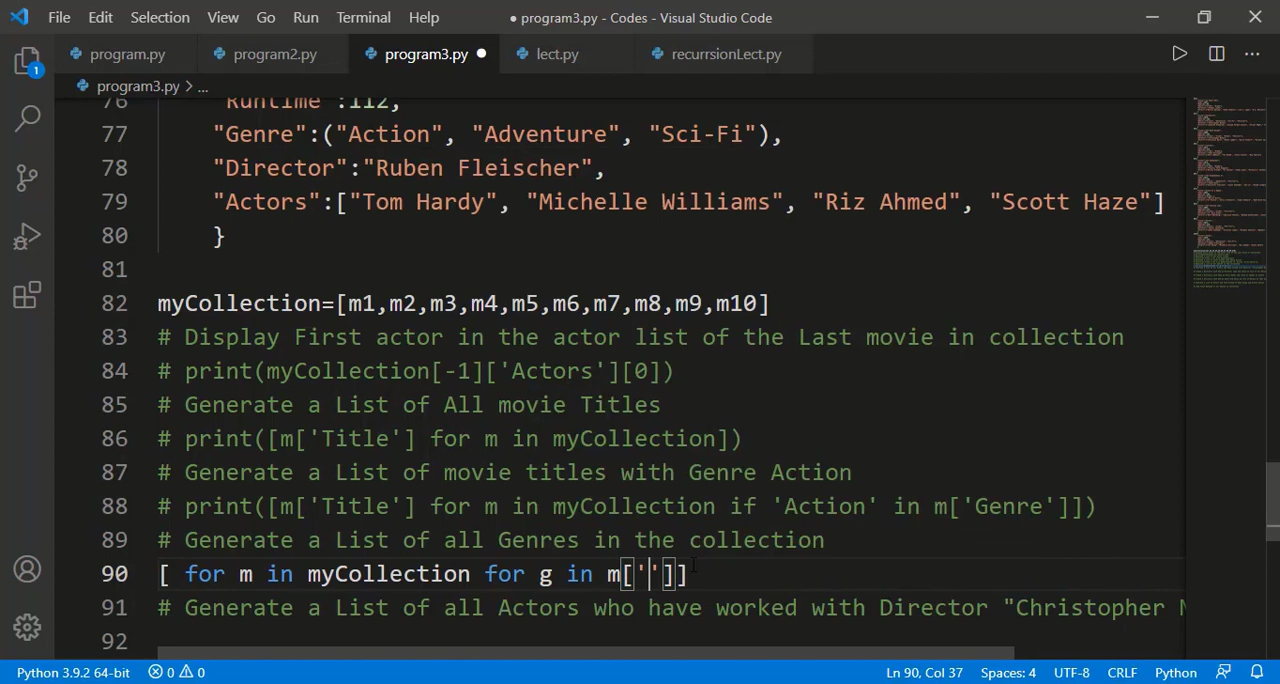 File Edit Selection View Go Run Terminal Help ● program3.py - Codes - Visual Studio Code
program.py program2.py program3.py ● lect.py recurrsionLect.py
program3.py > ...
1
76 "Runtime":112,
77 "Genre":("Action", "Adventure", "Sci-Fi"),
78 "Director":"Ruben Fleischer",
79 "Actors":["Tom Hardy", "Michelle Williams", "Riz Ahmed", "Scott Haze"]
80 }
81
82 myCollection=[m1,m2,m3,m4,m5,m6,m7,m8,m9,m10]
83 # Display First actor in the actor list of the Last movie in collection
84 # print(myCollection[-1]['Actors'][0])
85 # Generate a List of All movie Titles
86 # print([m['Title'] for m in myCollection])
87 # Generate a List of movie titles with Genre Action
88 # print([m['Title'] for m in myCollection if 'Action' in m['Genre']])
89 # Generate a List of all Genres in the collection
90 [ for m in myCollection for g in m['']]
91 # Generate a List of all Actors who have worked with Director "Christopher
92
Python 3.9.2 64-bit 0 0 Ln 90, Col 37 Spaces: 4 UTF-8 CRLF Python